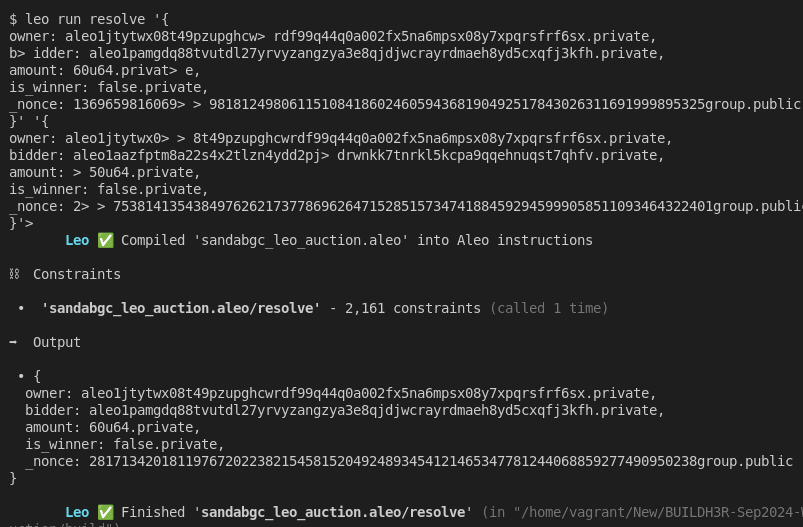 $ leo run resolve '{
owner: aleo1jtytwx08t49pzupghcw> rdf99q44q0a002fx5na6mpsx08y7xpqrsfrf6sx.private,
b> idder: aleo1pamgdq88tvutdl27yrvyzangzya3e8qjdjwcrayrdmaeh8yd5cxqfj3kfh.private,
amount: 60u64.privat> e,
is_winner: false.private,
_nonce: 1369659816069> > 98181249806115108418602460594368190492517843026311691999895325group.public
}' '{
owner: aleo1jtytwx0> > 8t49pzupghcwrdf99q44q0a002fx5na6mpsx08y7xpqrsfrf6sx.private,
bidder: aleo1aazfptm8a22s4x2tlzn4ydd2pj> drwnkk7tnrkl5kcpa9qqehnuqst7qhfv.private,
amount: > 50u64.private,
is_winner: false.private,
_nonce: 2> > 7538141354384976262173778696264715285157347418845929459990585110934643​22401group.publi
}'>
Leo ✅ Compiled 'sandabgc_leo_auction.aleo' into Aleo instructions
⛓ Constraints
• 'sandabgc_leo_auction.aleo/resolve' - 2,161 constraints (called 1 time)
➡ Output
• {
owner: aleo1jtytwx08t49pzupghcwrdf99q44q0a002fx5na6mpsx08y7xpqrsfrf6sx.private,
bidder: aleo1pamgdq88tvutdl27yrvyzangzya3e8qjdjwcrayrdmaeh8yd5cxqfj3kfh.private,
amount: 60u64.private,
is_winner: false.private,
_nonce: 2817134201811976720223821545815204924893454121465347781244068859277490950238group.public
}
Leo ✅ Finished 'sandabgc_leo_auction.aleo/resolve' (in "/home/vagrant/New/BUILDH3R-Sep2024-